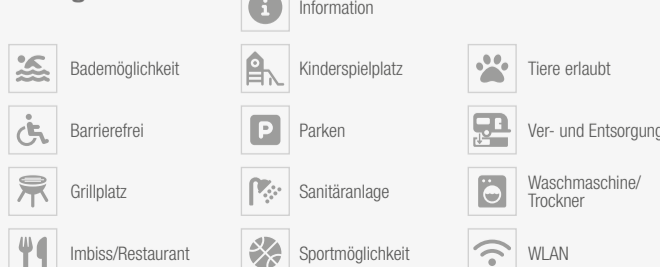 Information
Bademöglichkeit
Kinderspielplatz
Tiere erlaubt
Barrierefrei
P
Parken
Ver- und Entsorgung
Grillplatz
Sanitäranlage
Waschmaschine/
Trockner
Imbiss/Restaurant
Sportmöglichkeit
WLAN